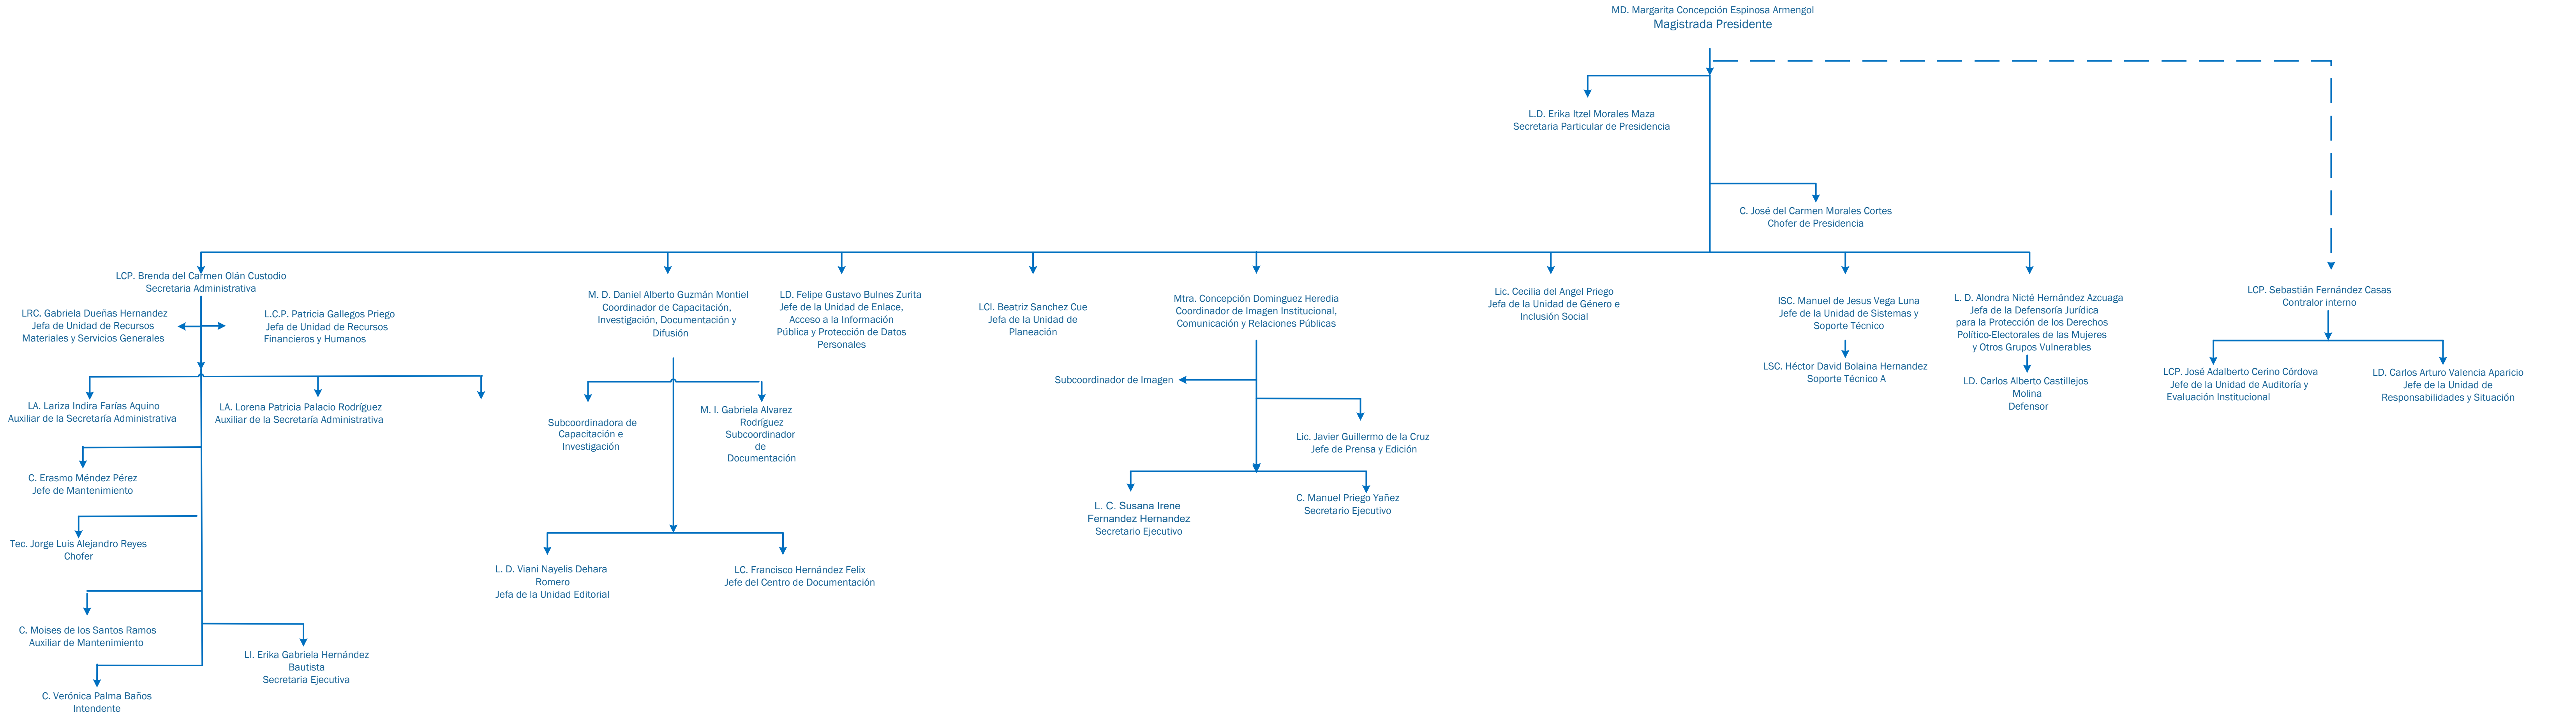 MD. Margarita Concepción Espinosa Armengol
Magistrada Presidente
L.D. Erika Itzel Morales Maza
Secretaria Particular de Presidencia
C. José del Carmen Morales Cortes
Chofer de Presidencia
LCP. Brenda del Carmen Olán Custodio
Secretaria Administrativa
LRC. Gabriela Dueñas Hernandez
Jefa de Unidad de Recursos
Materiales y Servicios Generales
L.C.P. Patricia Gallegos Priego
Jefa de Unidad de Recursos
Financieros y Humanos
LA. Lariza Indira Farías Aquino
Auxiliar de la Secretaría Administrativa
LA. Lorena Patricia Palacio Rodríguez
Auxiliar de la Secretaría Administrativa
C. Erasmo Méndez Pérez
Jefe de Mantenimiento
Tec. Jorge Luis Alejandro Reyes
Chofer
C. Moises de los Santos Ramos
Auxiliar de Mantenimiento
LI. Erika Gabriela Hernández
Bautista
Secretaria Ejecutiva
C. Verónica Palma Baños
Intendente
M. D. Daniel Alberto Guzmán Montiel
Coordinador de Capacitación,
Investigación, Documentación y
Difusión
Subcoordinadora de
Capacitación e
Investigación
M. I. Gabriela Alvarez
Rodríguez
Subcoordinador
de
Documentación
L. D. Viani Nayelis Dehara
Romero
Jefa de la Unidad Editorial
LC. Francisco Hernández Felix
Jefe del Centro de Documentación
LD. Felipe Gustavo Bulnes Zurita
Jefe de la Unidad de Enlace,
Acceso a la Información
Pública y Protección de Datos
Personales
LCI. Beatriz Sanchez Cue
Jefa de la Unidad de
Planeación
Mtra. Concepción Dominguez Heredia
Coordinador de Imagen Institucional,
Comunicación y Relaciones Públicas
Subcoordinador de Imagen
Lic. Javier Guillermo de la Cruz
Jefe de Prensa y Edición
L. C. Susana Irene
Fernandez Hernandez
Secretario Ejecutivo
C. Manuel Priego Yañez
Secretario Ejecutivo
Lic. Cecilia del Angel Priego
Jefa de la Unidad de Género e
Inclusión Social
ISC. Manuel de Jesus Vega Luna
Jefe de la Unidad de Sistemas y
Soporte Técnico
LSC. Héctor David Bolaina Hernandez
Soporte Técnico A
L. D. Alondra Nicté Hernández Azcuaga
Jefa de la Defensoría Jurídica
para la Protección de los Derechos
Político-Electorales de las Mujeres
y Otros Grupos Vulnerables
LD. Carlos Alberto Castillejos
Molina
Defensor
LCP. Sebastián Fernández Casas
Contralor interno
LCP. José Adalberto Cerino Córdova
Jefe de la Unidad de Auditoría y
Evaluación Institucional
LD. Carlos Arturo Valencia Aparicio
Jefe de la Unidad de
Responsabilidades y Situación